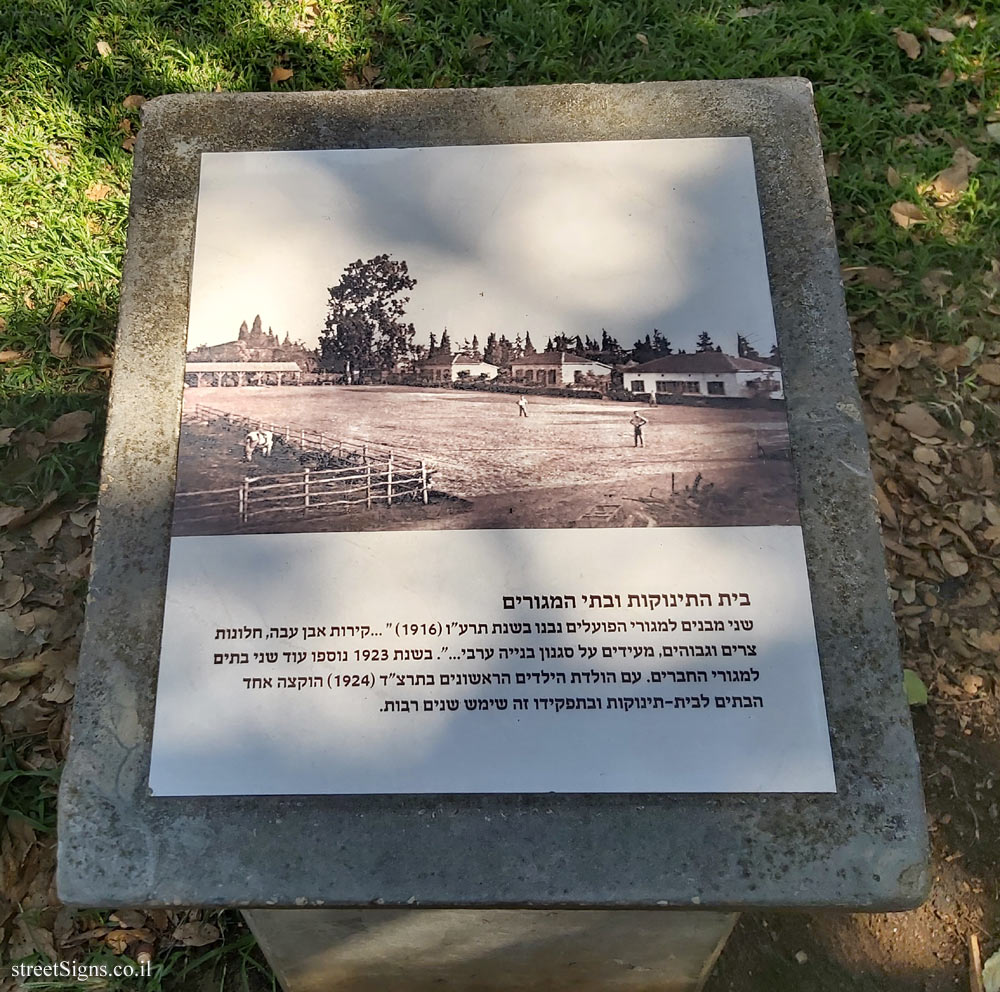 בית התינוקות ובתי המגורים
שני מבנים למגורי הפועלים נבנו בשנת תרע"ו (1916) "...קירות אבן עבה, חלונות
צרים וגבוהים, מעידים על סגנון בנייה ערבי...". בשנת 1923 נוספו עוד שני בתים
למגורי החברים. עם הולדת הילדים הראשונים בתרצ"ד (1924) הוקצה אחד
הבתים לבית-תינוקות ובתפקידו זה שימש שנים רבות.
streetSigns.co.il